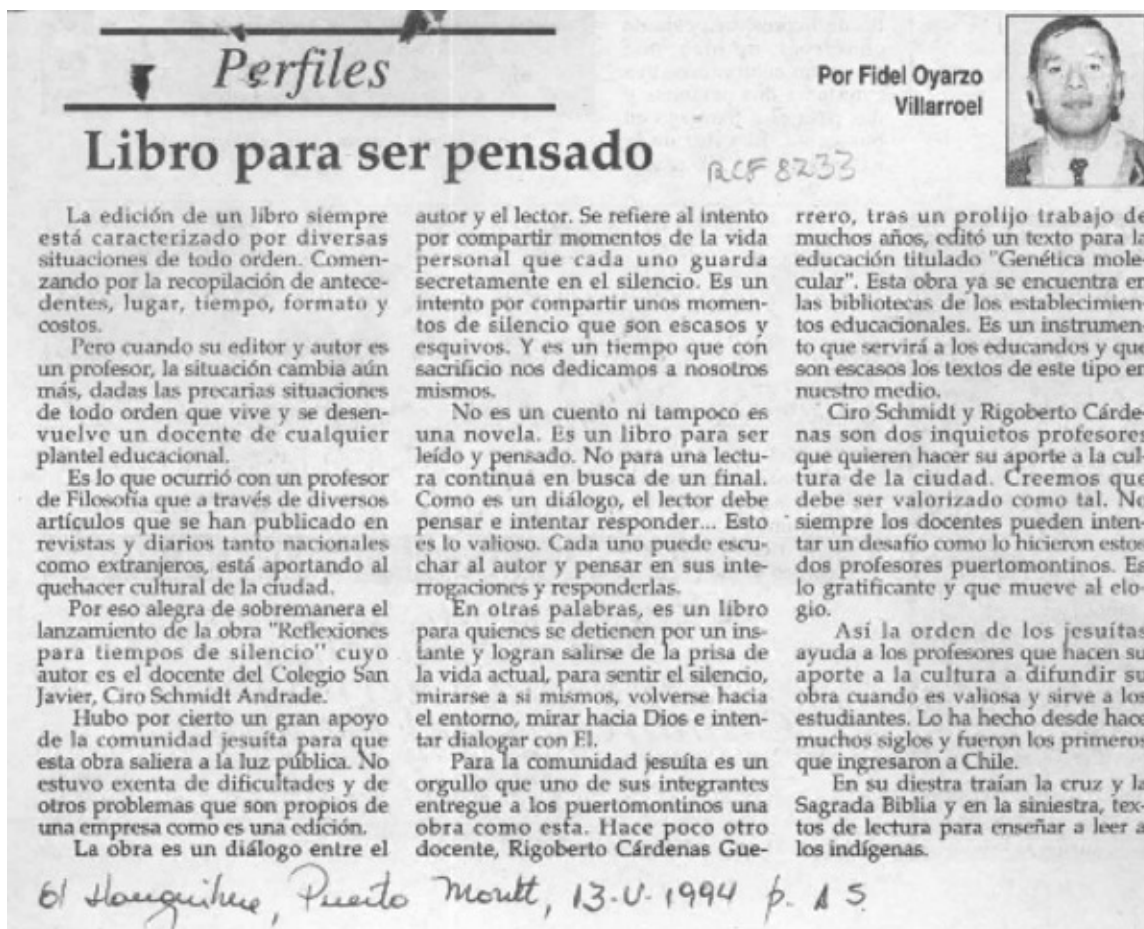 Perfiles
Por Fidel Oyarzo
Villarroel
Libro para ser pensado
RCF 8233
La edición de un libro siempre
está caracterizado por diversas
situaciones de todo orden. Comen-
zando por la recopilación de antece-
dentes, lugar, tiempo, formato y
costos.
Pero cuando su editor y autor es
un profesor, la situación cambia aún
más, dadas las precarias situaciones
de todo orden que vive y se desen-
vuelve un docente de cualquier
plantel educacional.
Es lo que ocurrió con un profesor
de Filosofía que a través de diversos
artículos que se han publicado en
revistas y diarios tanto nacionales
como extranjeros, está aportando al
quehacer cultural de la ciudad.
Por eso alegra de sobremanera el
lanzamiento de la obra "Reflexiones
para tiempos de silencio" cuyo
autor es el docente del Colegio San
Javier, Ciro Schmidt Andrade.
Hubo por cierto un gran apoyo
de la comunidad jesuíta para que
esta obra saliera a la luz pública. No
estuvo exenta de dificultades y de
otros problemas que son propios de
una empresa como es una edición.
La obra es un diálogo entre el
autor y el lector. Se refiere al intento
por compartir momentos de la vida
personal que cada uno guarda
secretamente en el silencio. Es un
intento por compartir unos momen-
tos de silencio que son escasos y
esquivos. Y es un tiempo que con
sacrificio nos dedicamos a nosotros
mismos.
No es un cuento ni tampoco es
una novela. Es un libro para ser
leído y pensado. No para una lectu-
ra continua en busca de un final.
Como es un diálogo, el lector debe
pensar e intentar responder... Esto
es lo valioso. Cada uno puede escu-
char al autor y pensar en sus inte-
rrogaciones y responderlas.
En otras palabras, es un libro
para quienes se detienen por un ins-
tante y logran salirse de la prisa de
la vida actual, para sentir el silencio,
mirarse a si mismos, volverse hacia
el entorno, mirar hacia Dios e inten-
tar dialogar con El.
Para la comunidad jesuíta es un
orgullo que uno de sus integrantes
entregue a los puertomontinos una
obra como esta. Hace poco otro
docente, Rigoberto Cárdenas Gue-
rrero, tras un prolijo trabajo de
muchos años, editó un texto para la
educación titulado "Genética mole-
cular". Esta obra ya se encuentra en
las bibliotecas de los establecimien-
tos educacionales. Es un instrumen-
to que servirá a los educandos y que
son escasos los textos de este tipo en
nuestro medio.
Ciro Schmidt y Rigoberto Cárde-
nas son dos inquietos profesores
que quieren hacer su aporte a la cul-
tura de la ciudad. Creemos que
debe ser valorizado como tal. No
siempre los docentes pueden inten-
tar un desafío como lo hicieron estos
dos profesores puertomontinos. Es
lo gratificante y que mueve al elo-
gio.
Así la orden de los jesuítas
ayuda a los profesores que hacen su
aporte a la cultura a difundir su
obra cuando es valiosa y sirve a los
estudiantes. Lo ha hecho desde hace
muchos siglos y fueron los primeros
que ingresaron a Chile.
En su diestra traían la cruz y la
Sagrada Biblia y en la siniestra, tex-
tos de lectura para enseñar a leer a
los indígenas.
El Llanquihue, Puerto Montt, 13-V-1994 p. A 5